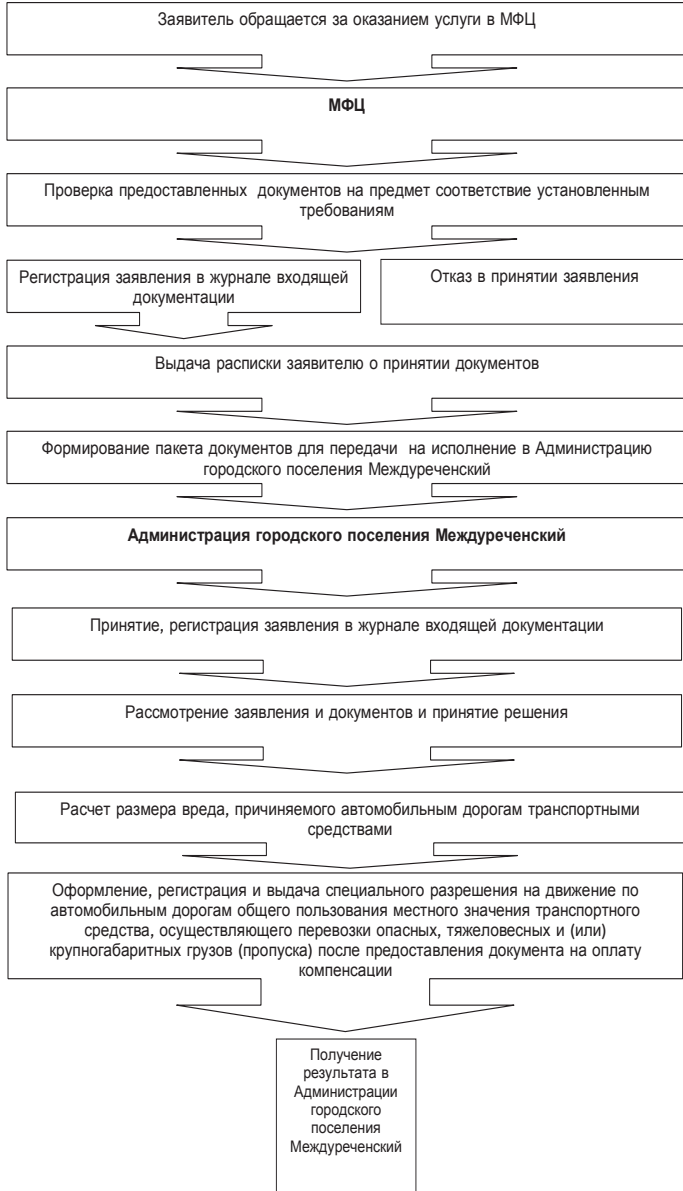 Заявитель обращается за оказанием услуги в МФЦ
МФЦ
Проверка предоставленных документов на предмет соответствие установленным
требованиям
Регистрация заявления в журнале входящей
документации
Отказ в принятии заявления
Выдача расписки заявителю о принятии документов
Формирование пакета документов для передачи на исполнение в Администрацию
городского поселения Междуреченский
Администрация городского поселения Междуреченский
Принятие, регистрация заявления в журнале входящей документации
Рассмотрение заявления и документов и принятие решения
Расчет размера вреда, причиняемого автомобильным дорогам транспортными
средствами
Оформление, регистрация и выдача специального разрешения на движение по
автомобильным дорогам общего пользования местного значения транспортного
средства, осуществляющего перевозки опасных, тяжеловесных и (или)
крупногабаритных грузов (пропуска) после предоставления документа на оплату
компенсации
Получение
результата в
Администрации
городского
поселения
Междуреченский